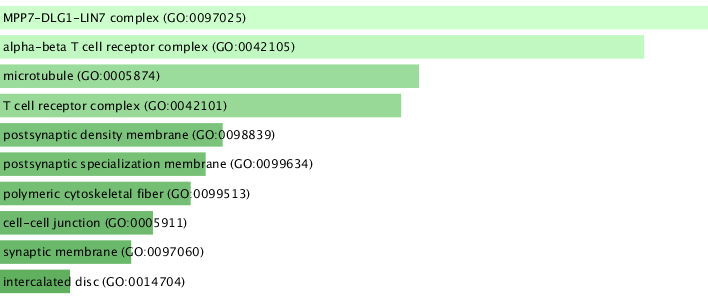 MPP7-DLG1-LIN7 complex (GO:0097025)
alpha-beta T cell receptor complex (GO:0042105)
microtubule (GO:0005874)
T cell receptor complex (GO:0042101)
postsynaptic density membrane (GO:0098839)
postsynaptic specialization membrane (GO:0099634)
polymeric cytoskeletal fiber (GO:0099513)
cell-cell junction (GO:0005911)
synaptic membrane (GO:0097060)
intercalated disc (GO:0014704)